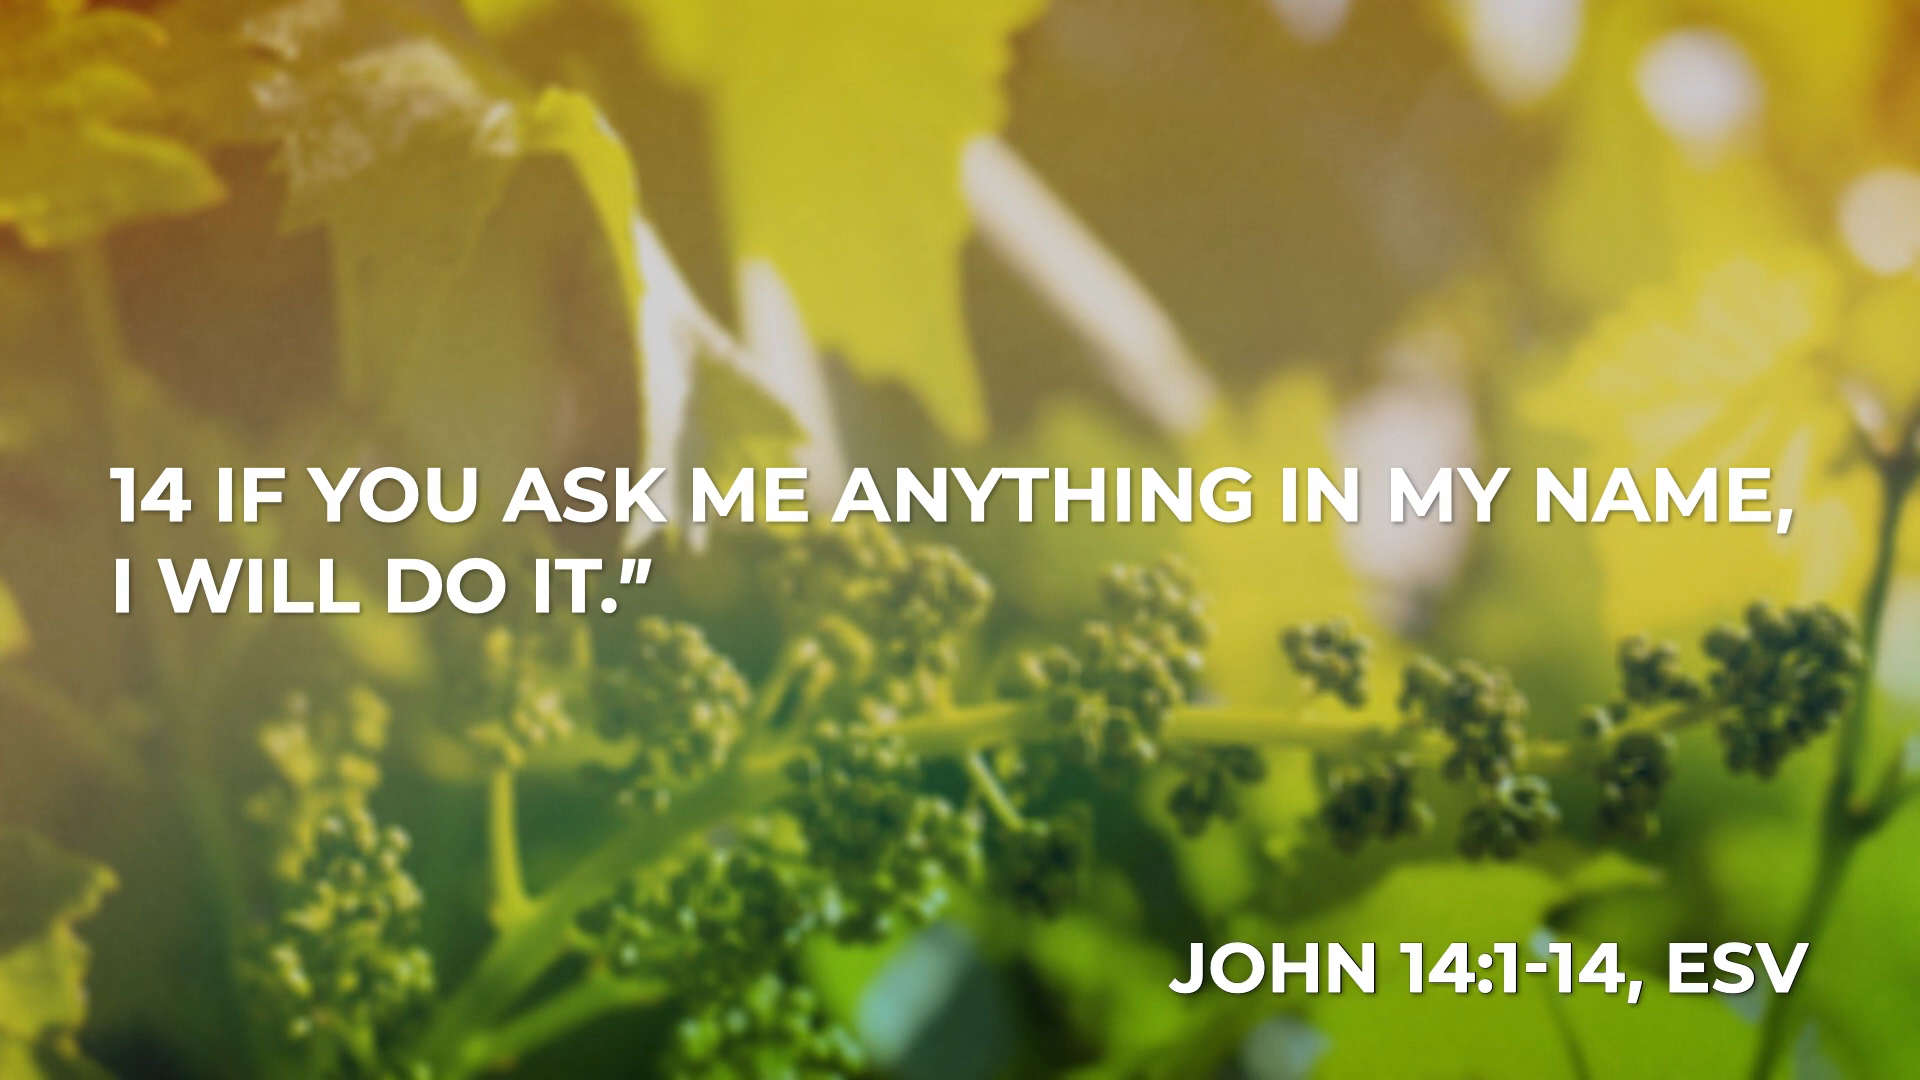 14 IF YOU ASK ME ANYTHING IN MY NAME,
I WILL DO IT.”
JOHN 14:1-14, ESV